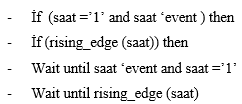 - İf (saat =’1’ and saat ‘event ) then
- İf (rising_edge (saat)) then
- Wait until saat ‘event and saat =’1’
- Wait until rising_edge (saat)